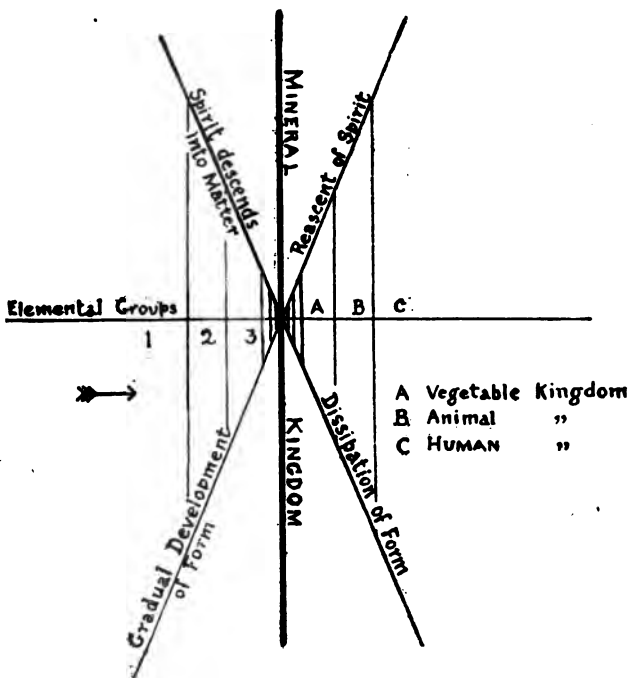 Spirit descends
Into Matter
MINERAL
Reascent of Spirit
Elemental Groups
1 2 3 A B C
A Vegetable Kingdom
B Animal "
C HUMAN "
KINGDOM
Gradual Development
of Form
Dissipation of Form